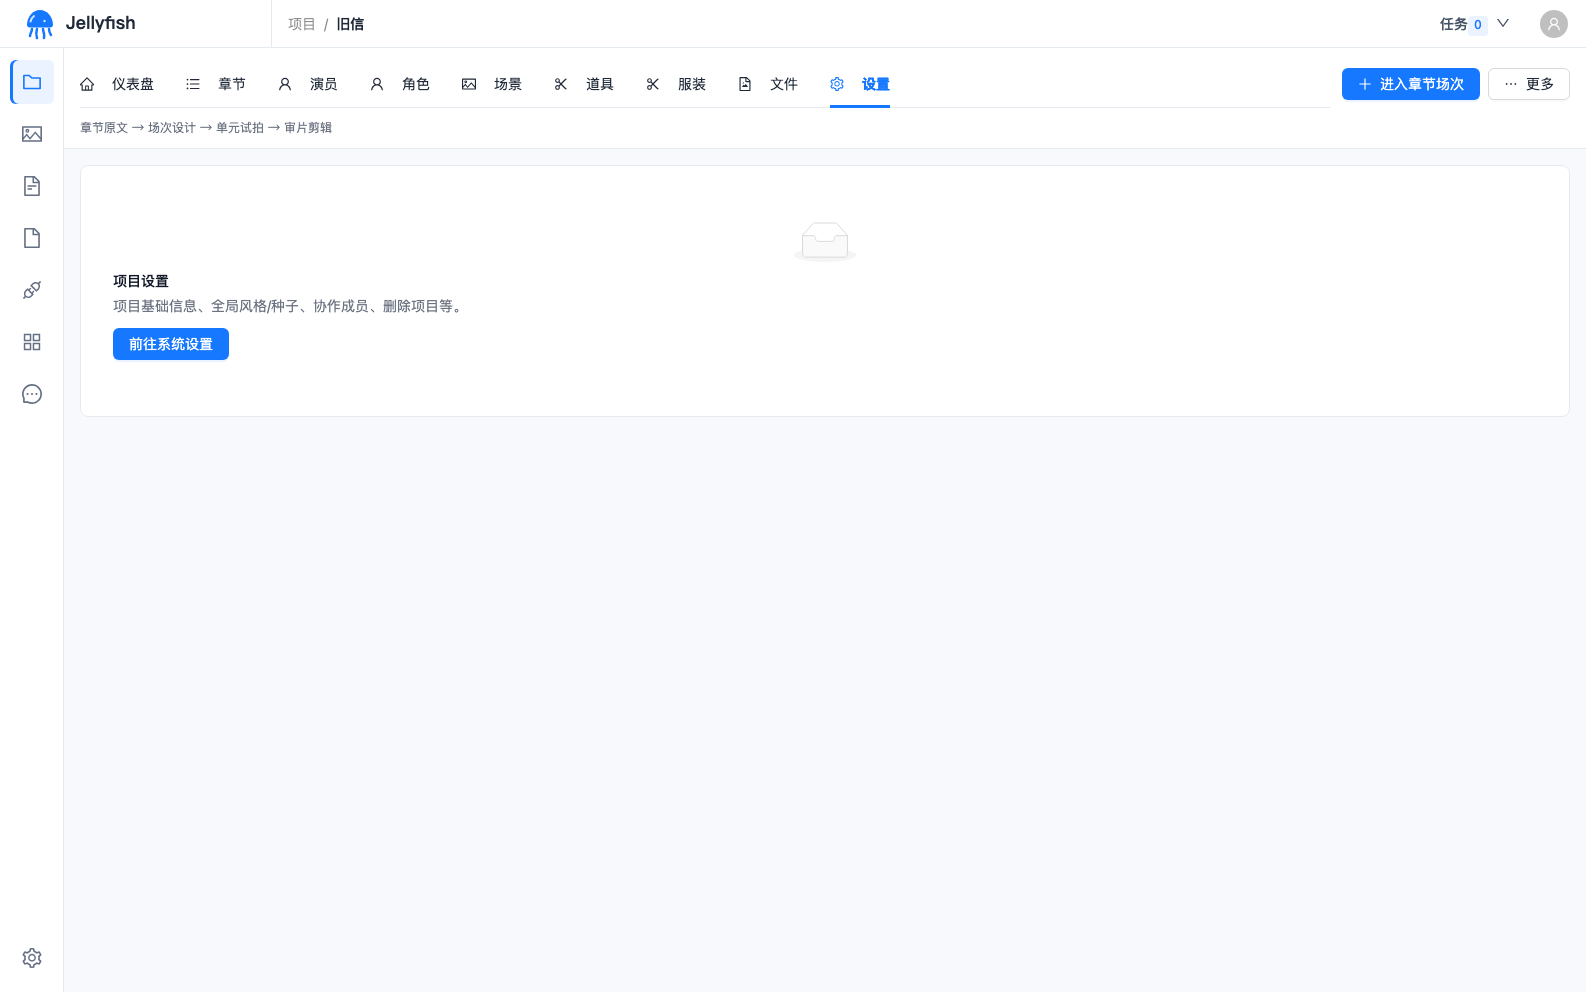 Jellyfish
项目 / 旧信
任务 0
仪表盘 章节 演员 角色 场景 道具 服装 文件 设置
进入章节场次 ··· 更多
章节原文 → 场次设计 → 单元试拍 → 审片剪辑
项目设置
项目基础信息、全局风格/种子、协作成员、删除项目等。
前往系统设置